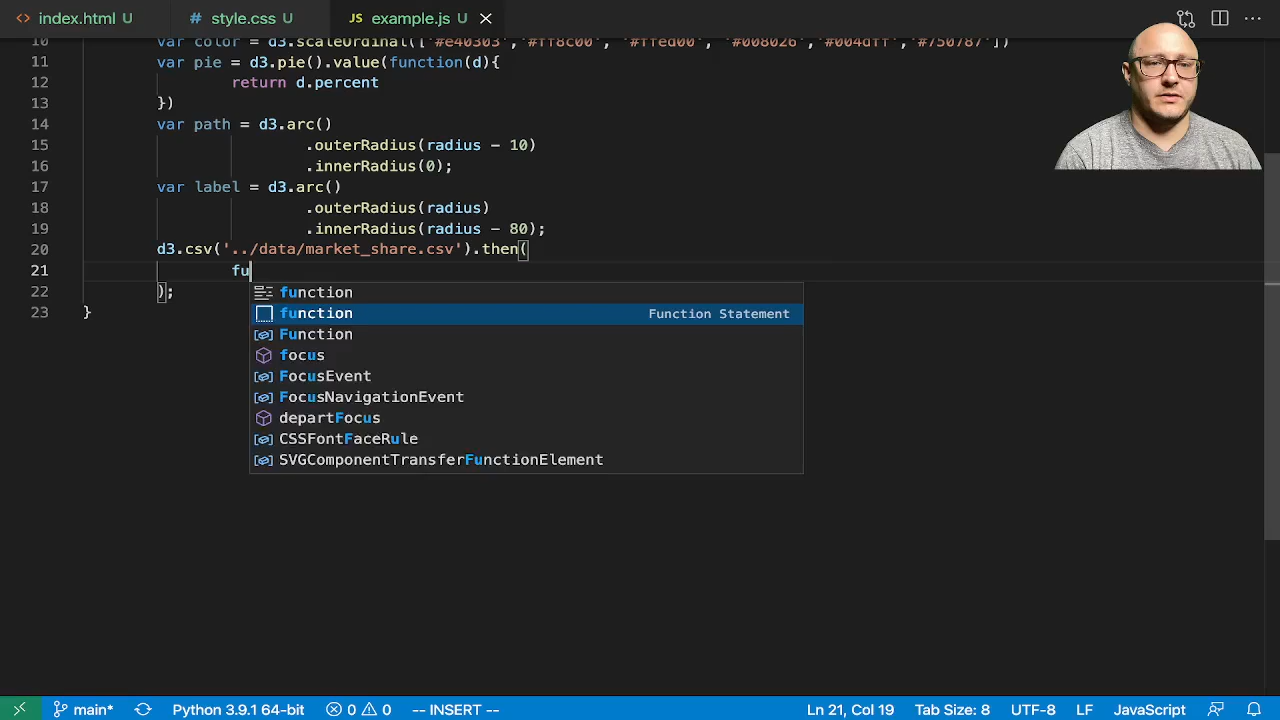 index.html U
style.css U
JS example.js U
10 var color = d3.scaleOrdinal(['#e40303','#ff8c00', '#ffed00', '#008026','#004dff','#750787'])
11 var pie = d3.pie().value(function(d){
12 return d.percent
13 })
14 var path = d3.arc()
15 .outerRadius(radius - 10)
16 .innerRadius(0);
17 var label = d3.arc()
18 .outerRadius(radius)
19 .innerRadius(radius - 80);
20 d3.csv('../data/market_share.csv').then(
21 fu
22 );
23 }
function
function Function Statement
Function
focus
FocusEvent
FocusNavigationEvent
departFocus
CSSFontFaceRule
SVGComponentTransferFunctionElement
main* Python 3.9.1 64-bit 0 0 -- INSERT -- Ln 21, Col 19 Tab Size: 8 UTF-8 LF JavaScript